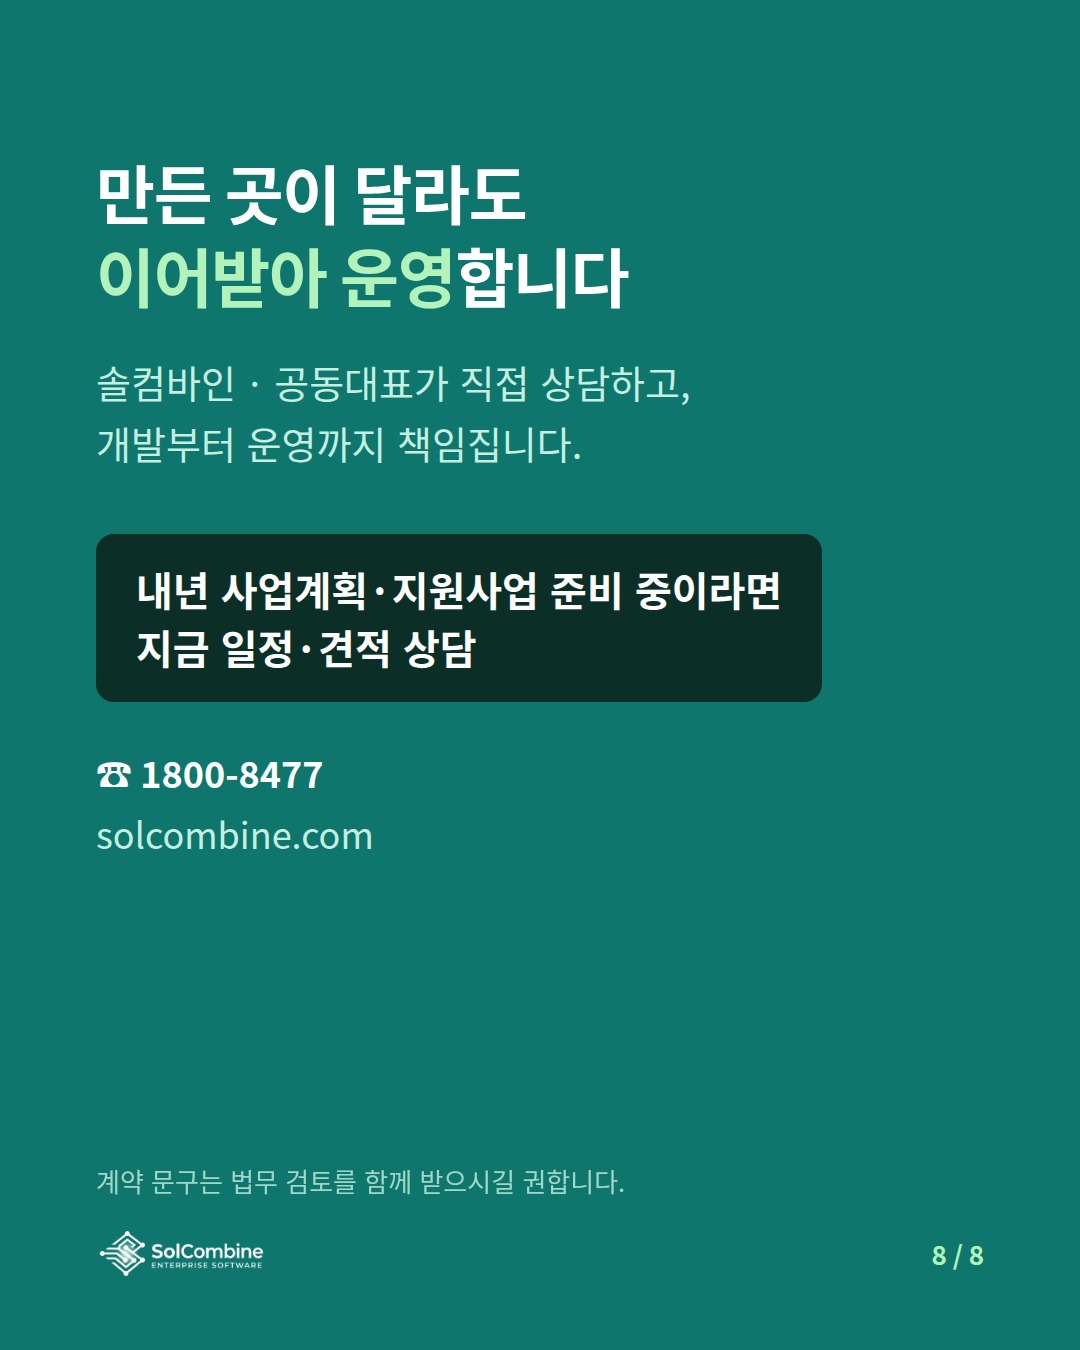 만든 곳이 달라도
이어받아 운영합니다
솔컴바인 · 공동대표가 직접 상담하고,
개발부터 운영까지 책임집니다.
내년 사업계획·지원사업 준비 중이라면
지금 일정·견적 상담
☎ 1800-8477
solcombine.com
계약 문구는 법무 검토를 함께 받으시길 권합니다.
SolCombine
ENTERPRISE SOFTWARE
8 / 8